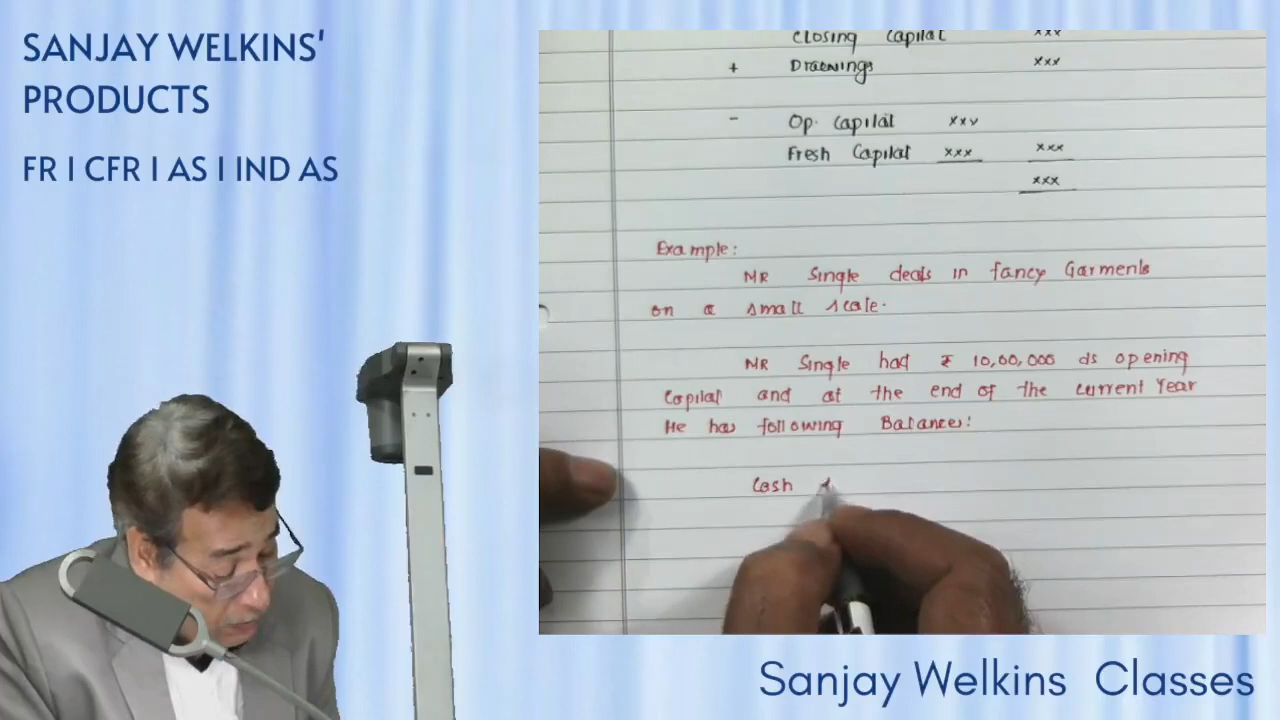 SANJAY WELKINS'
PRODUCTS
FR I CFR I AS I IND AS
Closing Capital xxx
+ Drawings xxx
- Op. Capital xxv
Fresh Capital xxx xxx
xxx
Example:
MR Single deals in fancy Garments
on a small scale.
MR Single had ₹ 10,00,000 as opening
Capital and at the end of the current Year
He has following Balances:
Cash
Sanjay Welkins Classes